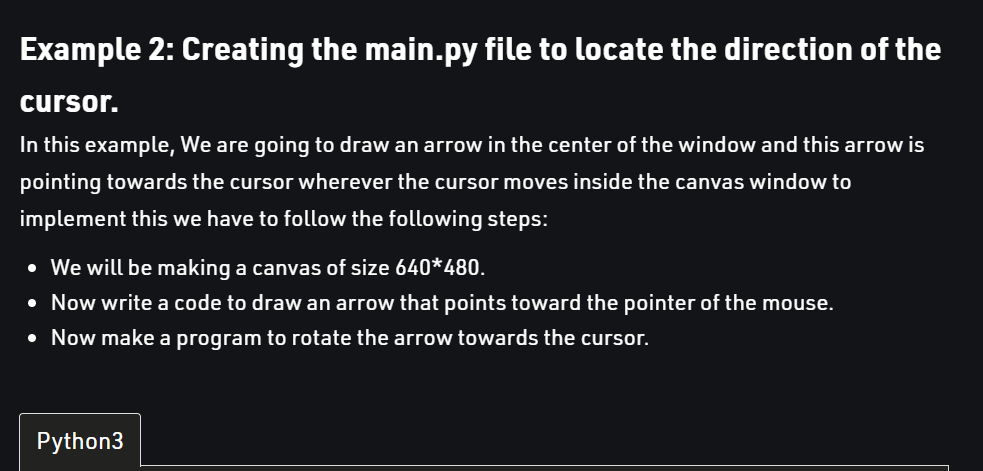 Example 2: Creating the main.py file to locate the direction of the
cursor.
In this example, We are going to draw an arrow in the center of the window and this arrow is
pointing towards the cursor wherever the cursor moves inside the canvas window to
implement this we have to follow the following steps:
• We will be making a canvas of size 640*480.
• Now write a code to draw an arrow that points toward the pointer of the mouse.
• Now make a program to rotate the arrow towards the cursor.
Python3